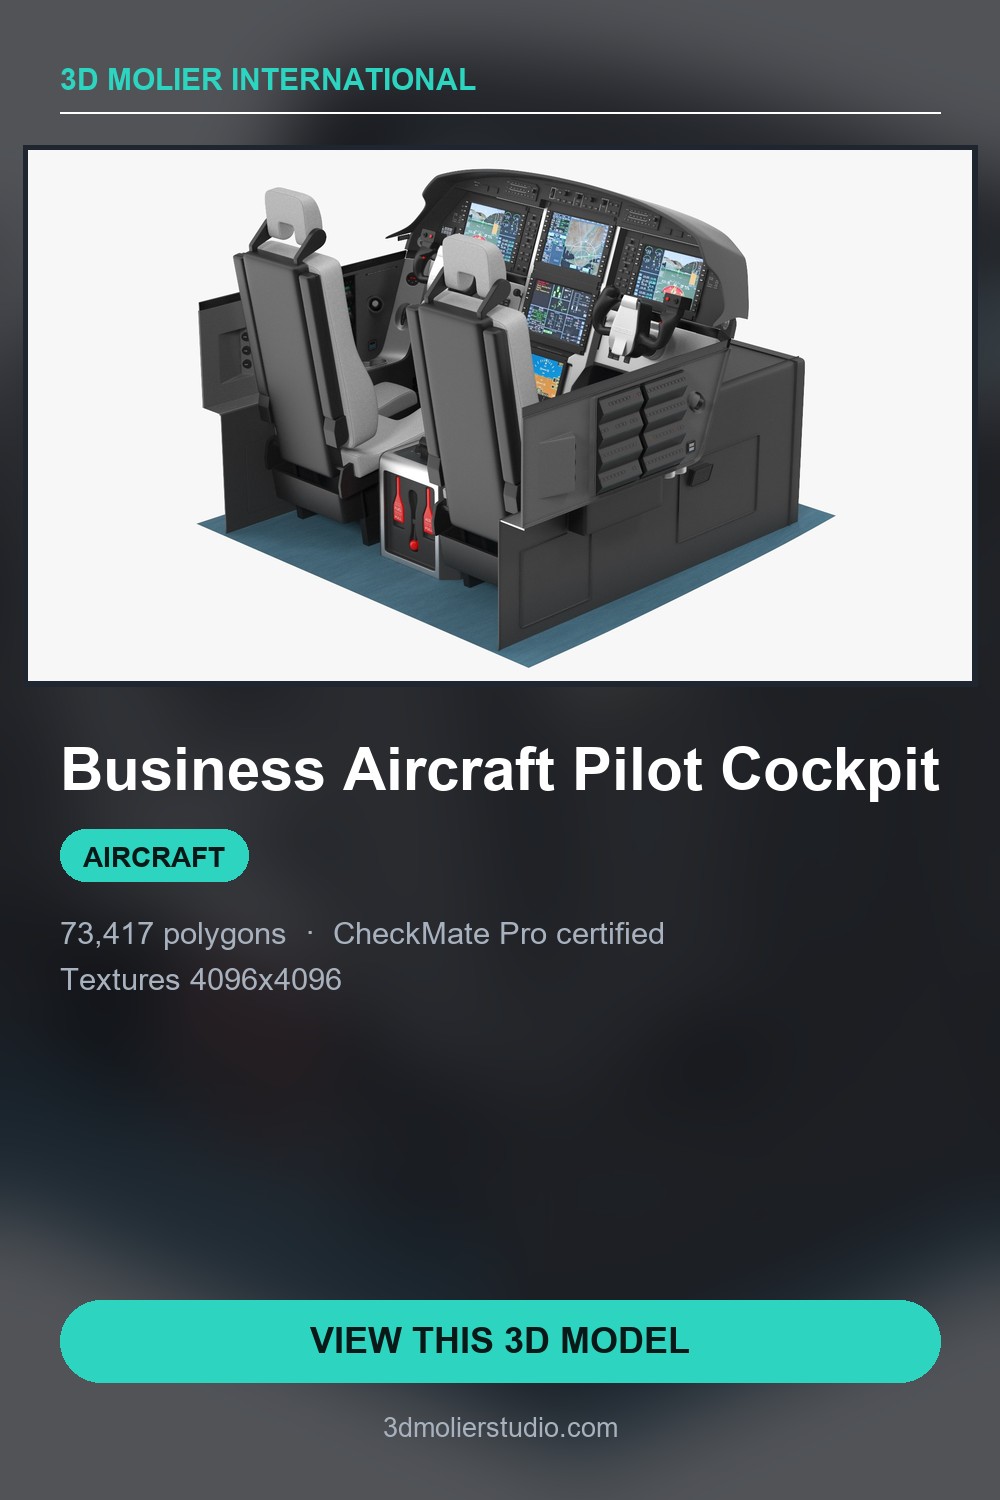 3D MOLIER INTERNATIONAL
Business Aircraft Pilot Cockpit
AIRCRAFT
73,417 polygons · CheckMate Pro certified
Textures 4096x4096
VIEW THIS 3D MODEL
3dmolierstudio.com